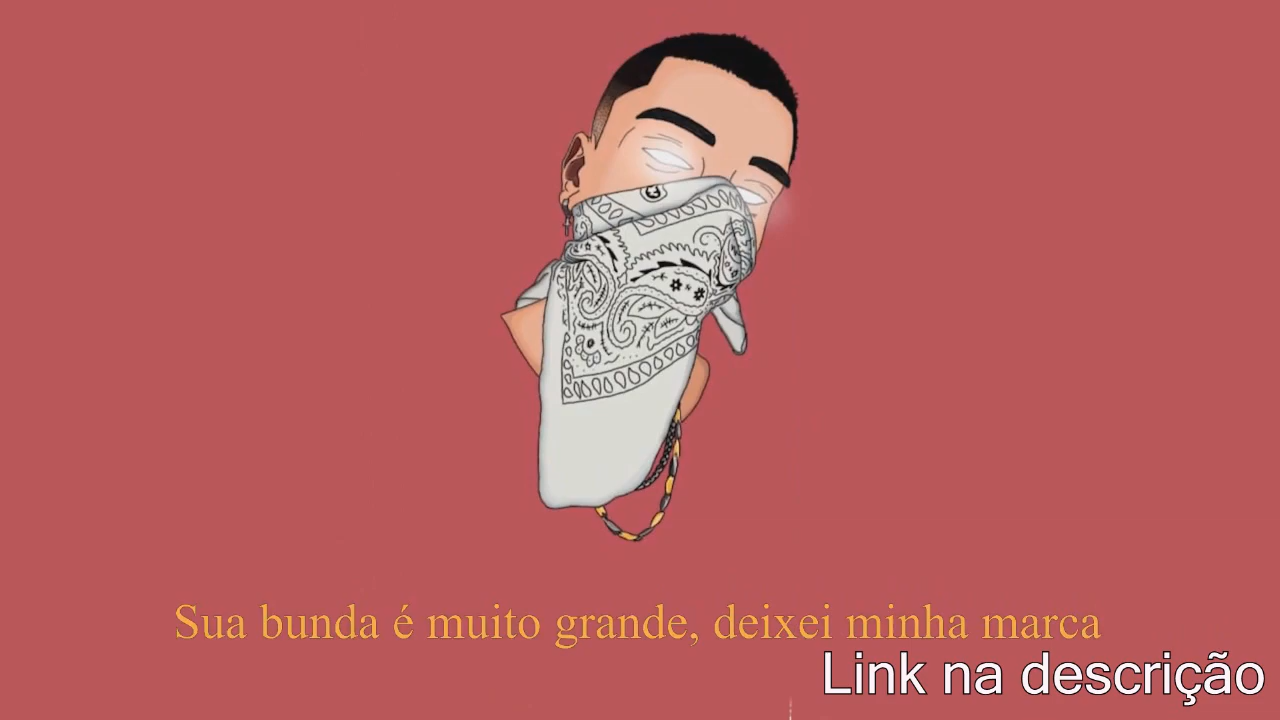 Sua bunda é muito grande, deixei minha marca
Link na descrição